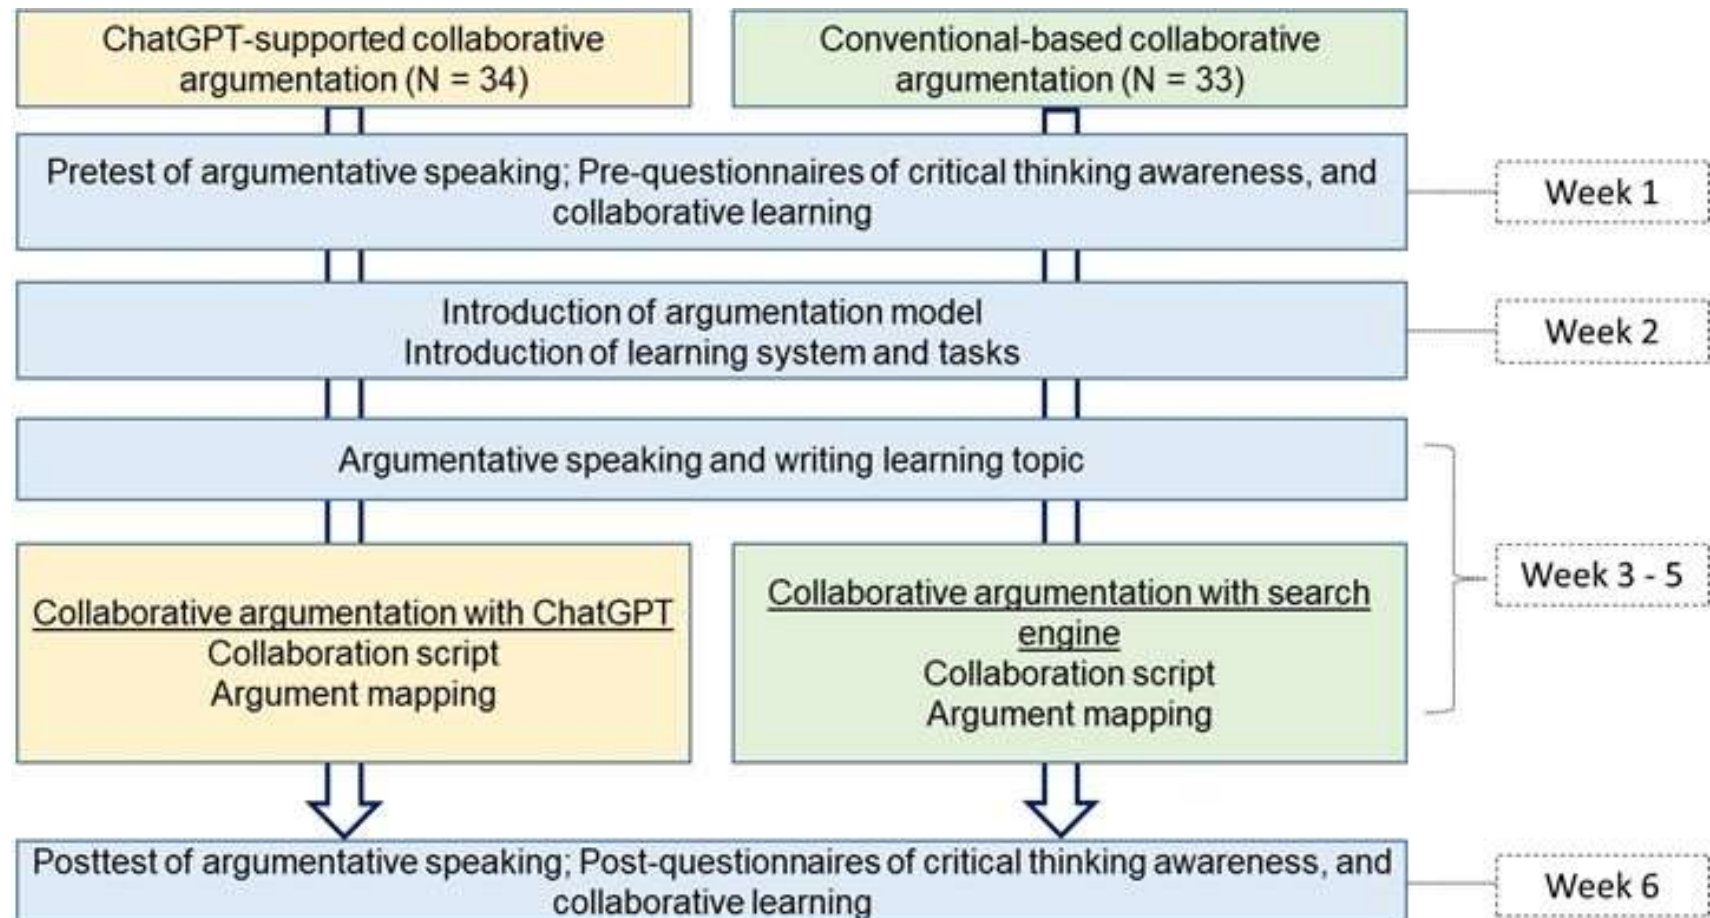 ChatGPT-supported collaborative
argumentation (N = 34)
Conventional-based collaborative
argumentation (N = 33)
Pretest of argumentative speaking; Pre-questionnaires of critical thinking awareness, and
collaborative learning
Week 1
Introduction of argumentation model
Introduction of learning system and tasks
Week 2
Argumentative speaking and writing learning topic
Collaborative argumentation with ChatGPT
Collaboration script
Argument mapping
Collaborative argumentation with search
engine
Collaboration script
Argument mapping
Week 3 - 5
Posttest of argumentative speaking; Post-questionnaires of critical thinking awareness, and
collaborative learning
Week 6